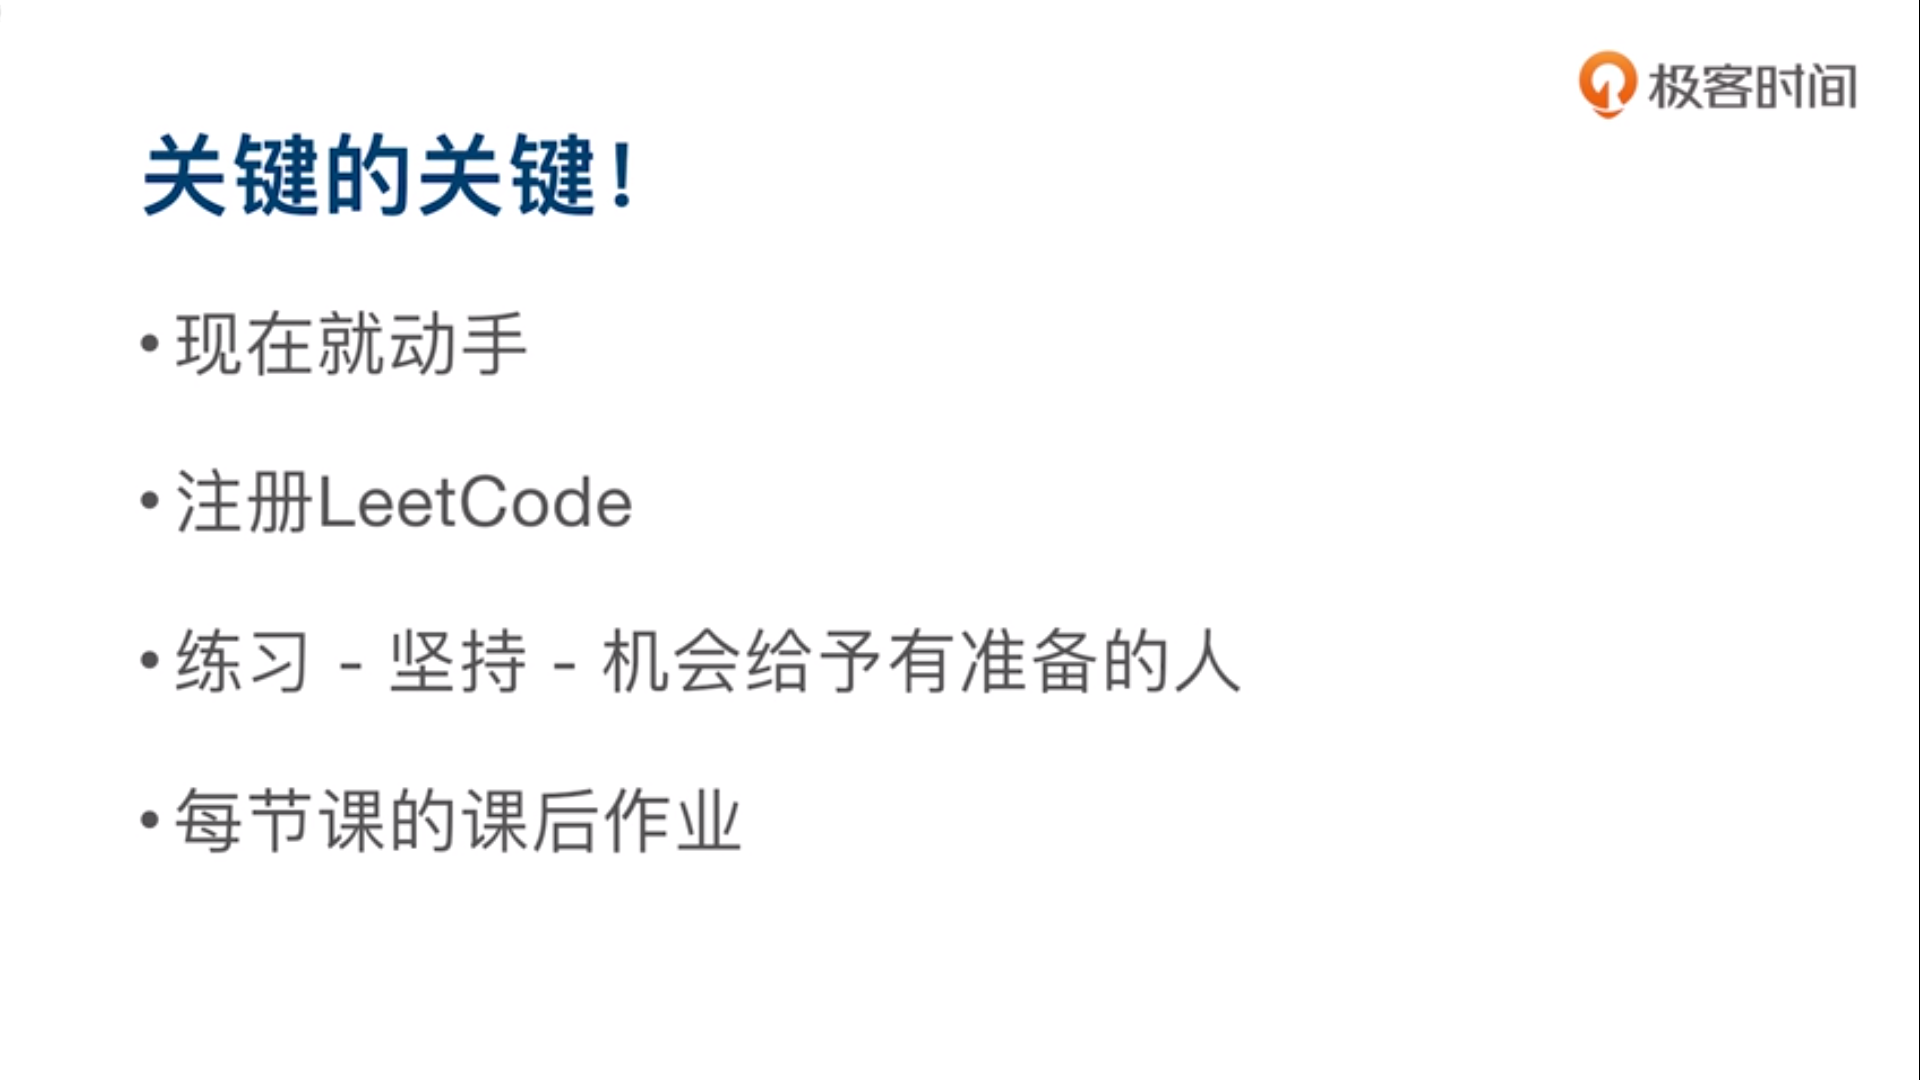 极客时间
关键的关键！
• 现在就动手
• 注册LeetCode
• 练习 - 坚持 - 机会给予有准备的人
• 每节课的课后作业